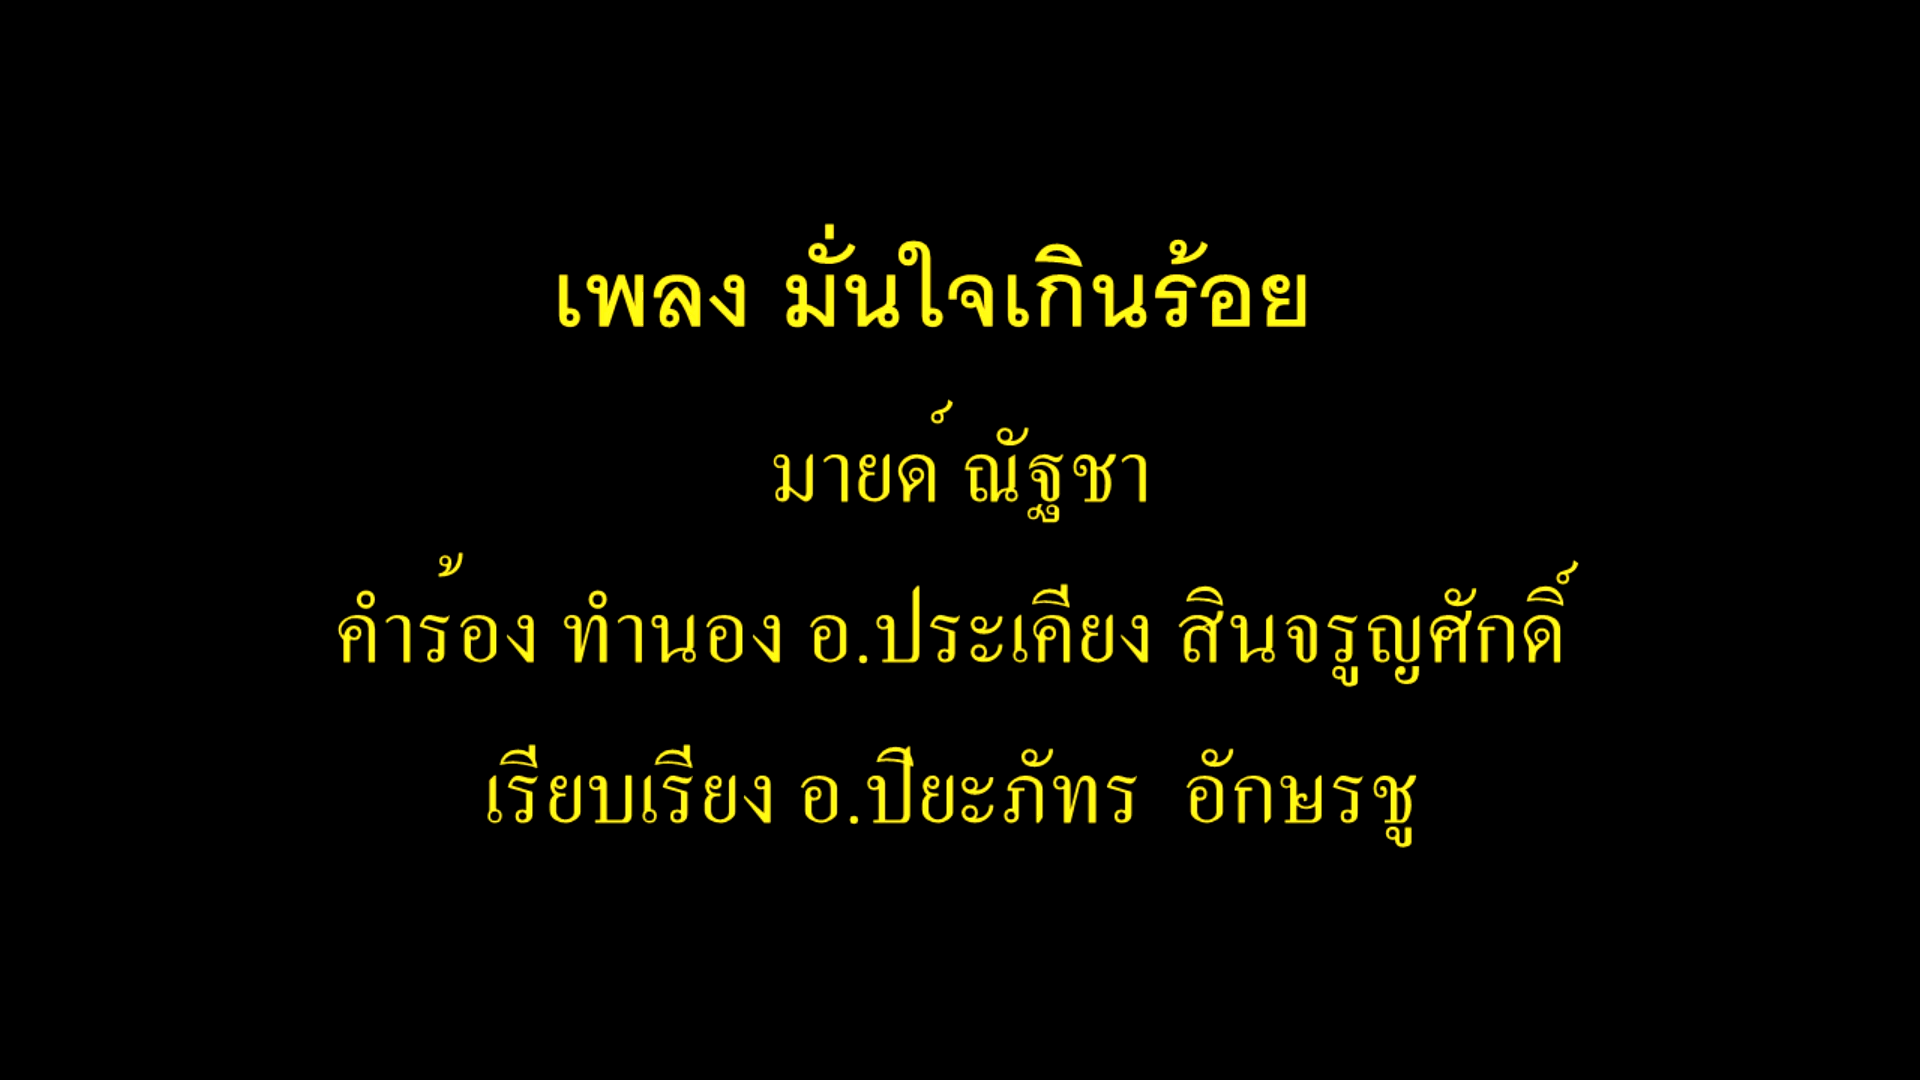 เพลง มั่นใจเกินร้อย
มายด์ ณัฐชา
คำร้อง ทำนอง อ.ประเคียง สินจรูญศักดิ์
เรียบเรียง อ.ปิยะภัทร อักษรชู